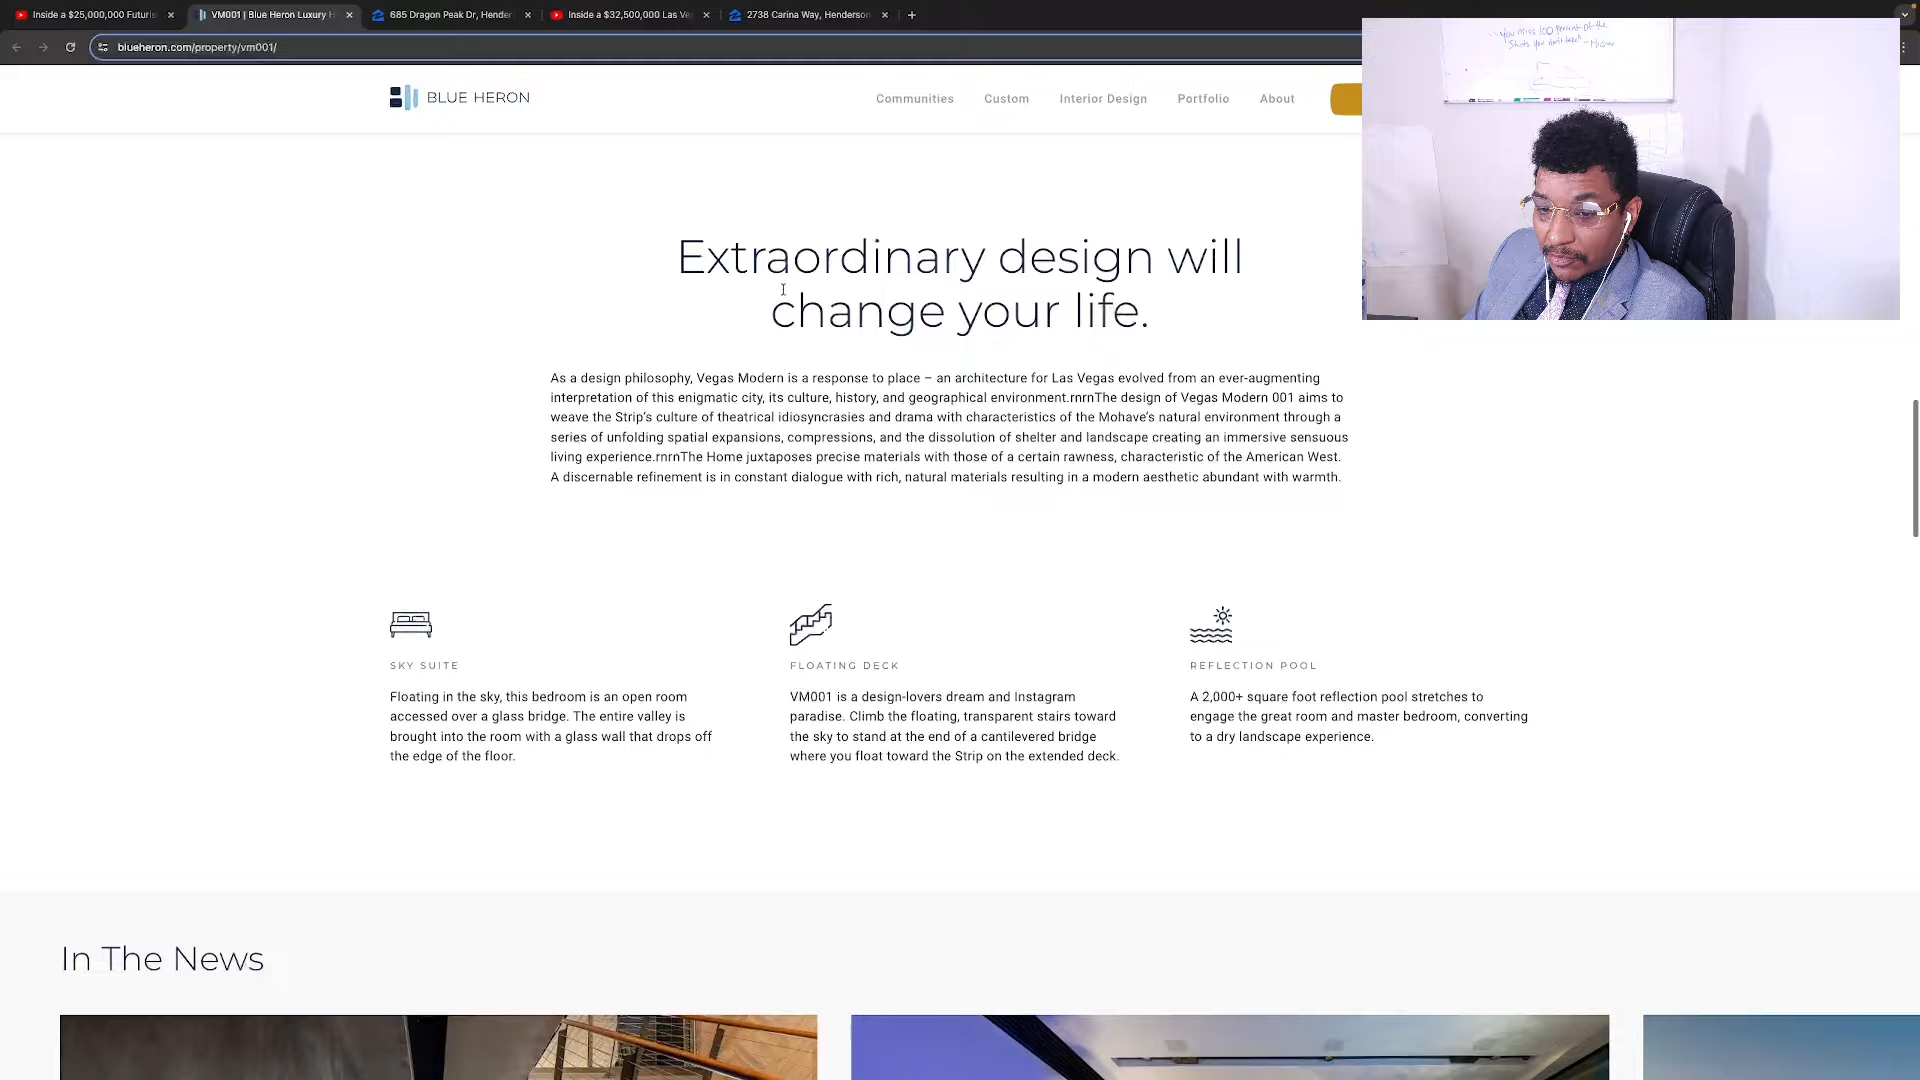 Inside a $25,000,000 Futuris
VM001 | Blue Heron Luxury H
685 Dragon Peak Dr, Hender
Inside a $32,500,000 Las Ve
2738 Carina Way, Henderson
blueheron.com/property/vm001/
BLUE HERON
Communities
Custom
Interior Design
Portfolio
About
You Miss 100 percent of the
Shots you don't take"
Extraordinary design will
change your life.
As a design philosophy, Vegas Modern is a response to place – an architecture for Las Vegas evolved from an ever-augmenting
interpretation of this enigmatic city, its culture, history, and geographical environment.rnrnThe design of Vegas Modern 001 aims to
weave the Strip's culture of theatrical idiosyncrasies and drama with characteristics of the Mohave's natural environment through a
series of unfolding spatial expansions, compressions, and the dissolution of shelter and landscape creating an immersive sensuous
living experience.rnrnThe Home juxtaposes precise materials with those of a certain rawness, characteristic of the American West.
A discernable refinement is in constant dialogue with rich, natural materials resulting in a modern aesthetic abundant with warmth.
SKY SUITE
Floating in the sky, this bedroom is an open room
accessed over a glass bridge. The entire valley is
brought into the room with a glass wall that drops off
the edge of the floor.
FLOATING DECK
VM001 is a design-lovers dream and Instagram
paradise. Climb the floating, transparent stairs toward
the sky to stand at the end of a cantilevered bridge
where you float toward the Strip on the extended deck.
REFLECTION POOL
A 2,000+ square foot reflection pool stretches to
engage the great room and master bedroom, converting
to a dry landscape experience.
In The News